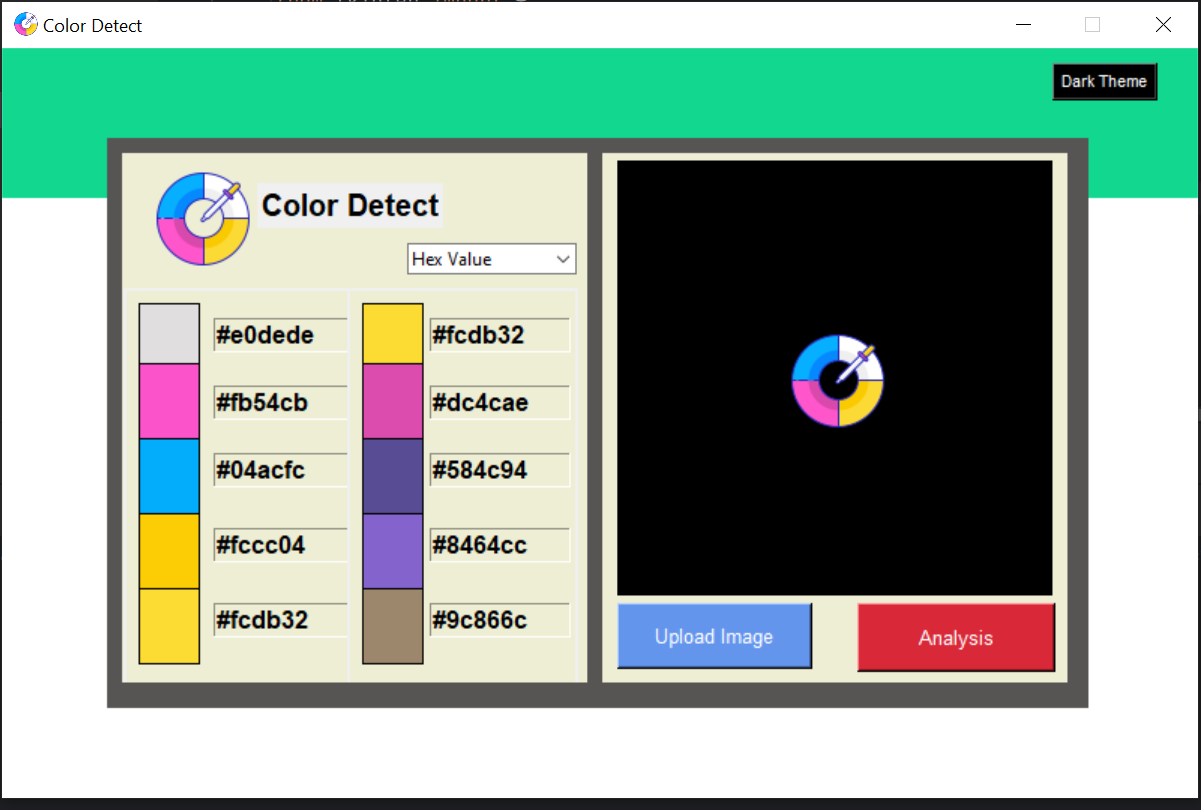 Color Detect
Dark Theme
Color Detect
Hex Value
#e0dede
#fcdb32
#fb54cb
#dc4cae
#04acfc
#584c94
#fccc04
#8464cc
#fcdb32
#9c866c
Upload Image
Analysis